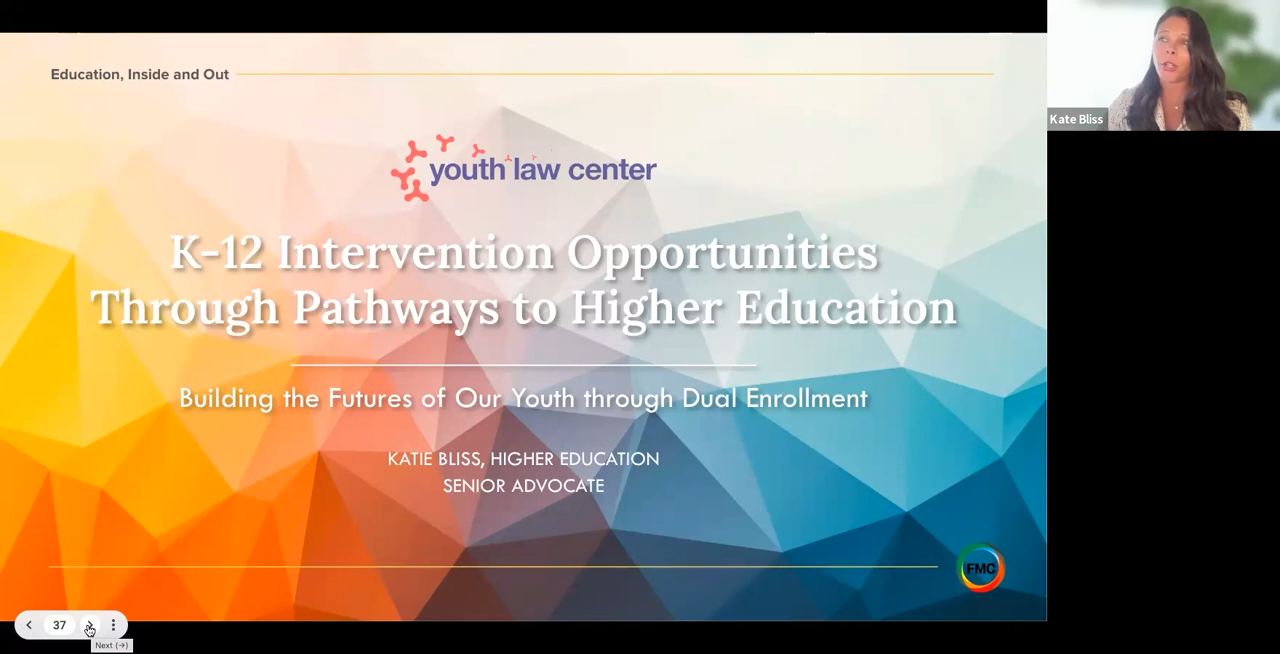 Education, Inside and Out
youth law center
K-12 Intervention Opportunities
Through Pathways to Higher Education
Building the Futures of Our Youth through Dual Enrollment
KATIE BLISS, HIGHER EDUCATION
SENIOR ADVOCATE
FMC
37
Next (→)
Kate Bliss